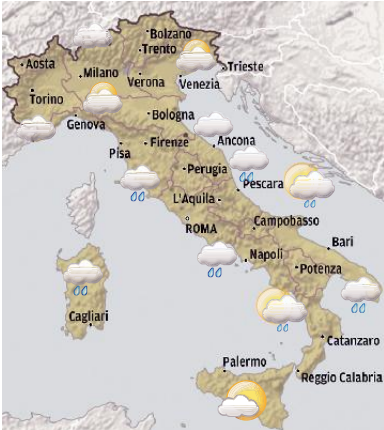 Bolzano
Trento
Aosta
Milano
Trieste
Verona
Venezia
Torino
Genova
Bologna
Firenze
Ancona
Pisa
Perugia
Pescara
L'Aquila
ROMA
Campobasso
Bari
Napoli
Potenza
Cagliari
Catanzaro
Palermo
Reggio Calabria